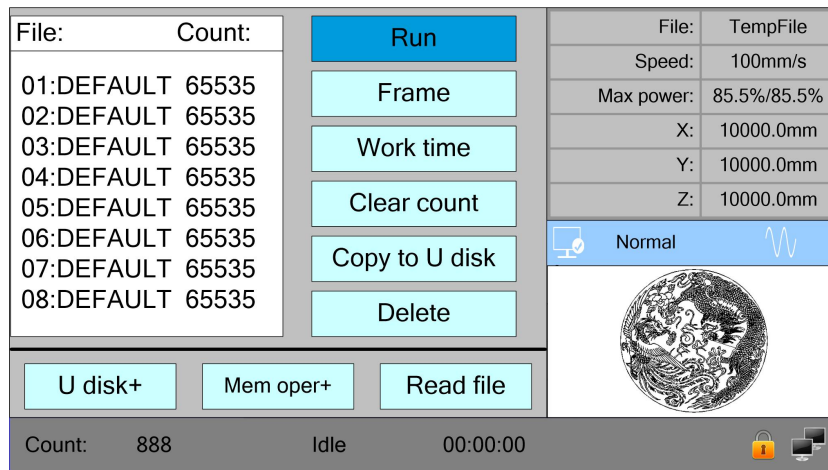 File: Count:
01:DEFAULT 65535
02:DEFAULT 65535
03:DEFAULT 65535
04:DEFAULT 65535
05:DEFAULT 65535
06:DEFAULT 65535
07:DEFAULT 65535
08:DEFAULT 65535
Run
Frame
Work time
Clear count
Copy to U disk
Delete
U disk+ Mem oper+ Read file
File: TempFile
Speed: 100mm/s
Max power: 85.5%/85.5%
X: 10000.0mm
Y: 10000.0mm
Z: 10000.0mm
Normal
Count: 888 Idle 00:00:00